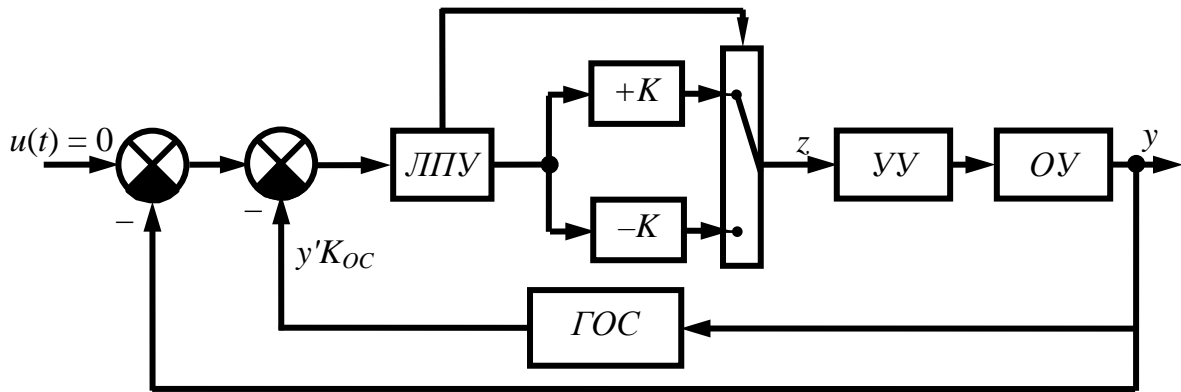 +K
u(t) = 0
ЛПУ
z
УУ
ОУ
y
–
–
–K
y'K_OC
ГОС